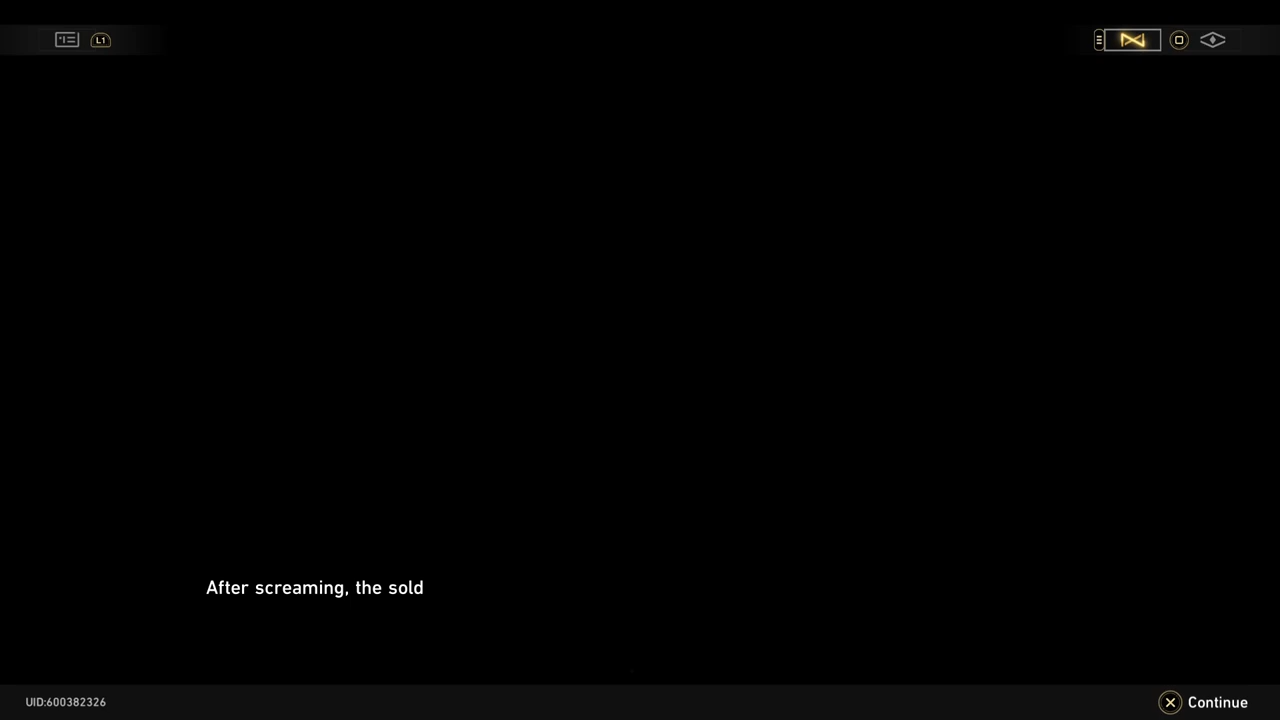 L1
After screaming, the sold
UID:600382326
Continue